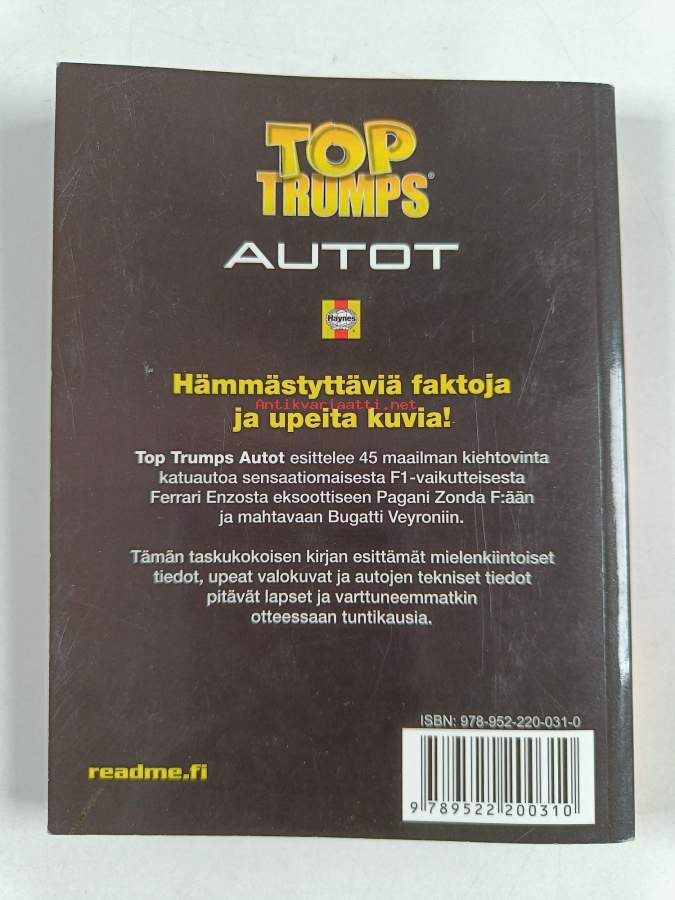 TOP
TRUMPS®
AUTOT
Haynes
Hämmästyttäviä faktoja
Antikvariaatti.net
ja upeita kuvia!
Top Trumps Autot esittelee 45 maailman kiehtovinta
katuautoa sensaatiomaisesta F1-vaikutteisesta
Ferrari Enzosta eksoottiseen Pagani Zonda F:ään
ja mahtavaan Bugatti Veyroniin.
Tämän taskukokoisen kirjan esittämät mielenkiintoiset
tiedot, upeat valokuvat ja autojen tekniset tiedot
pitävät lapset ja varttuneemmatkin
otteessaan tuntikausia.
ISBN: 978-952-220-031-0
readme.fi
9 789522 200310